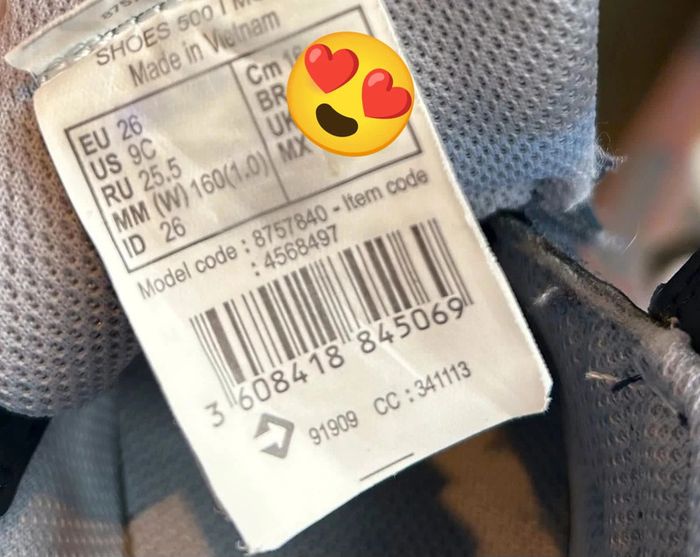 SHOES 500 I
Made in Vietnam
EU 26
US 9C
RU 25.5
MM (W) 160(1.0)
ID 26
Cm
BR
UK
MX
Model code : 8757840 - Item code
: 4568497
3 608418 845069
91909 CC : 341113